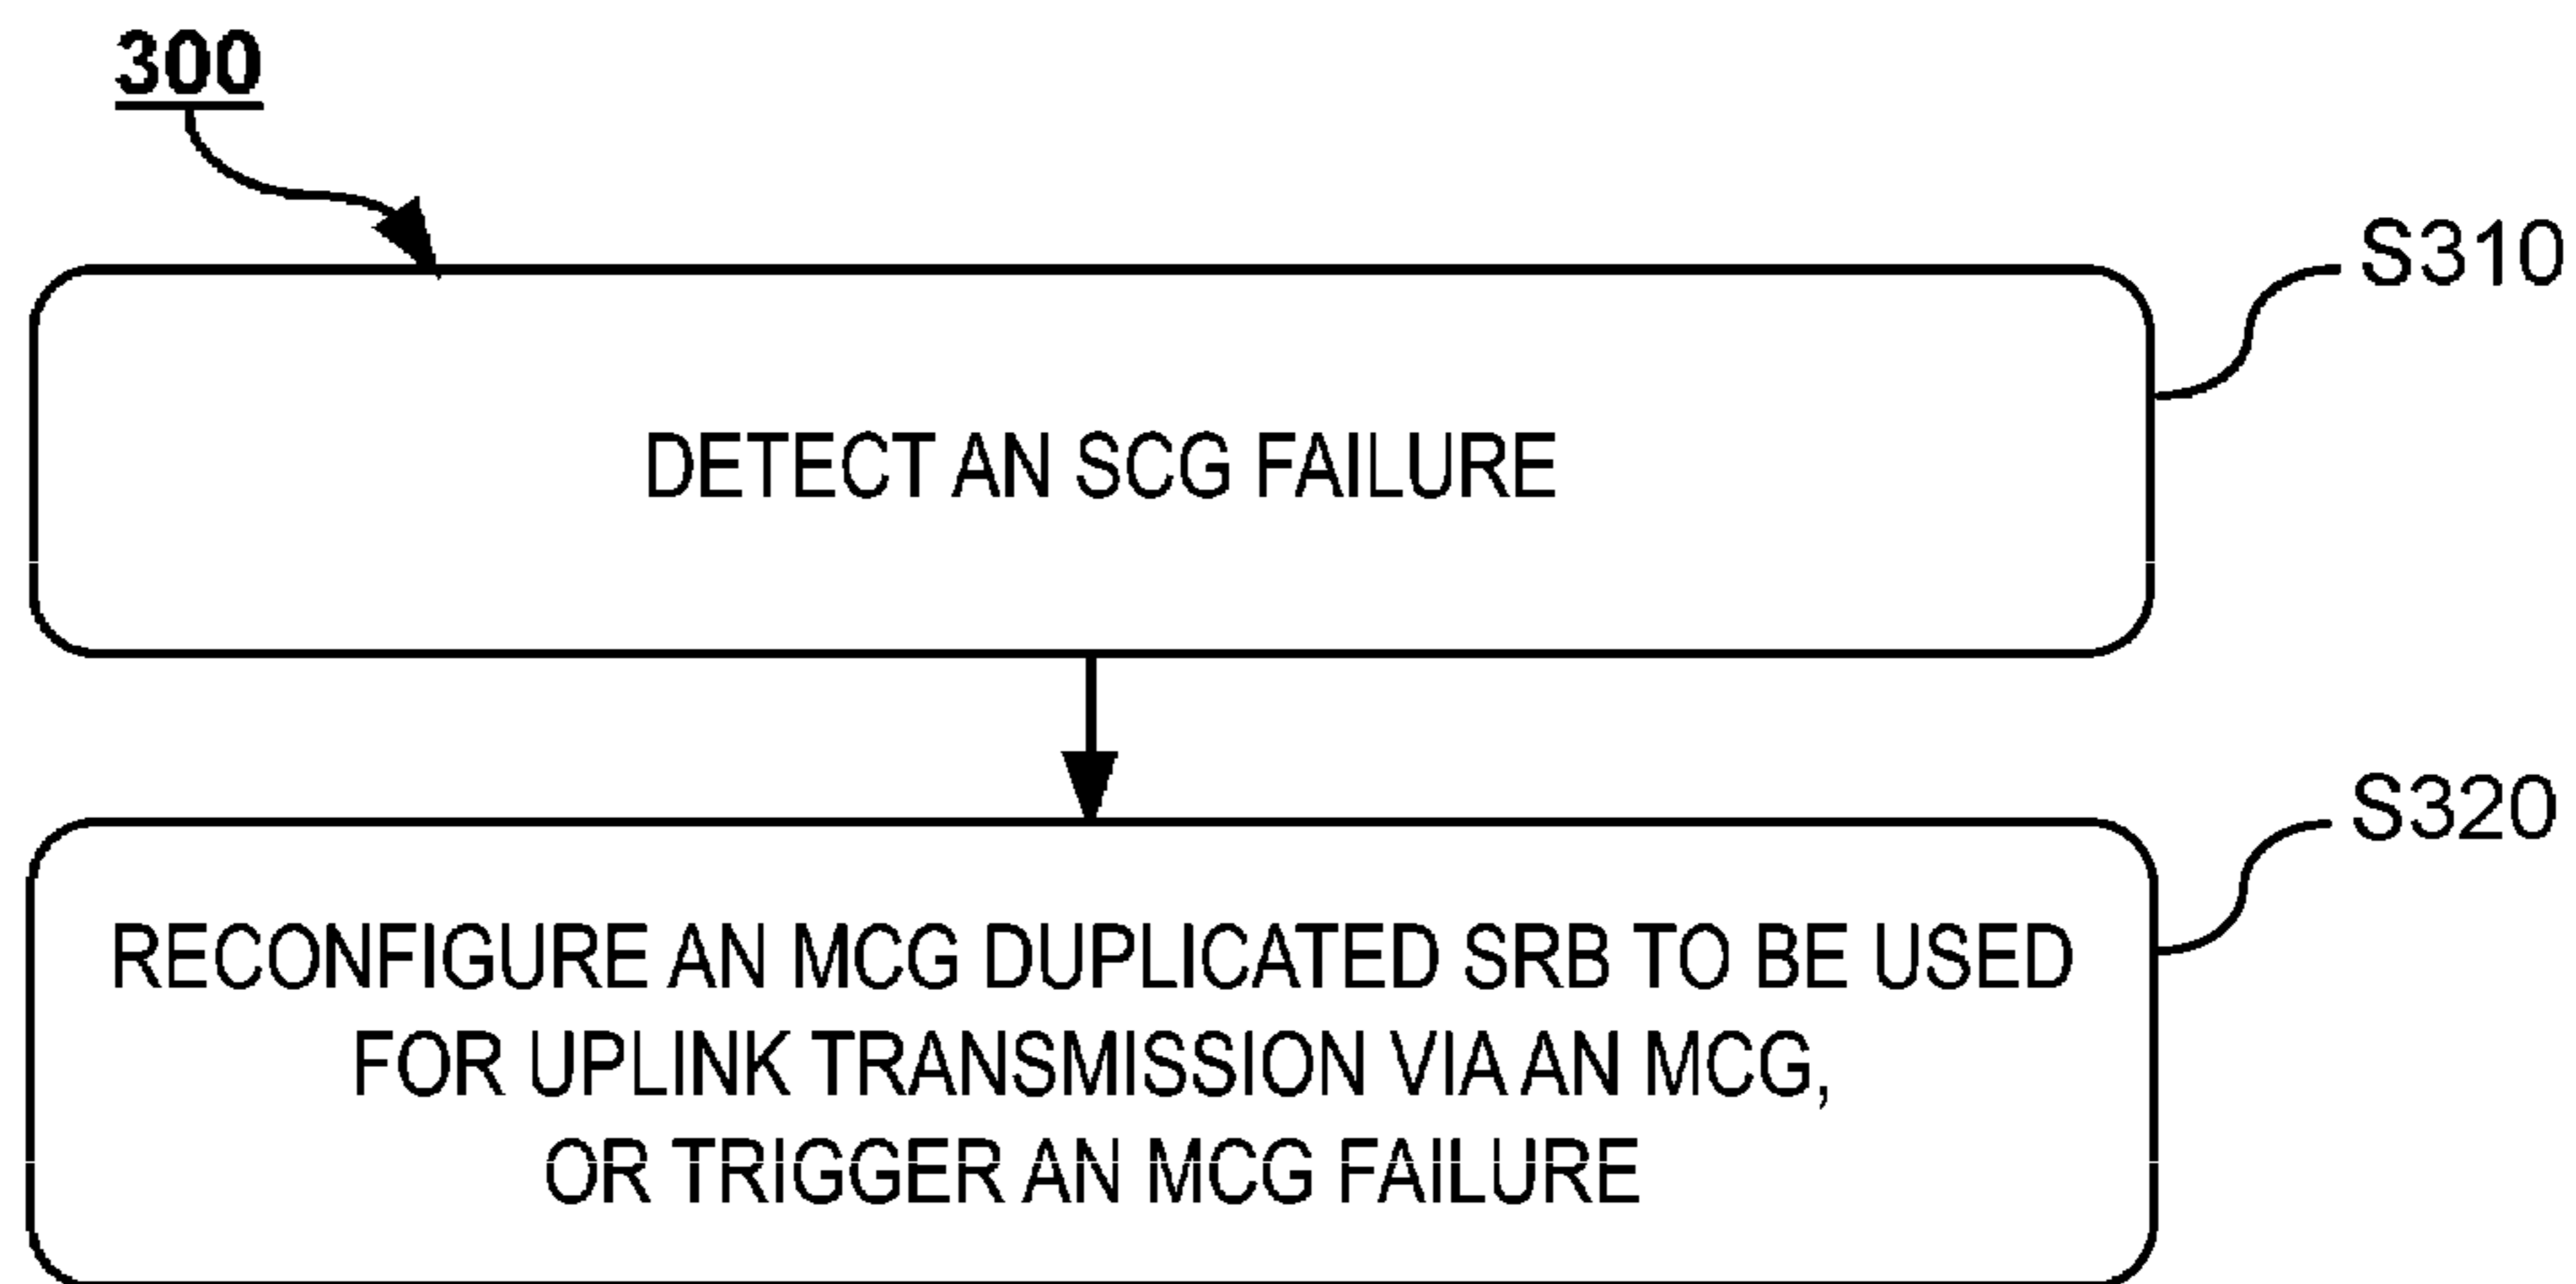 300
S310
DETECT AN SCG FAILURE
S320
RECONFIGURE AN MCG DUPLICATED SRB TO BE USED
FOR UPLINK TRANSMISSION VIA AN MCG,
OR TRIGGER AN MCG FAILURE